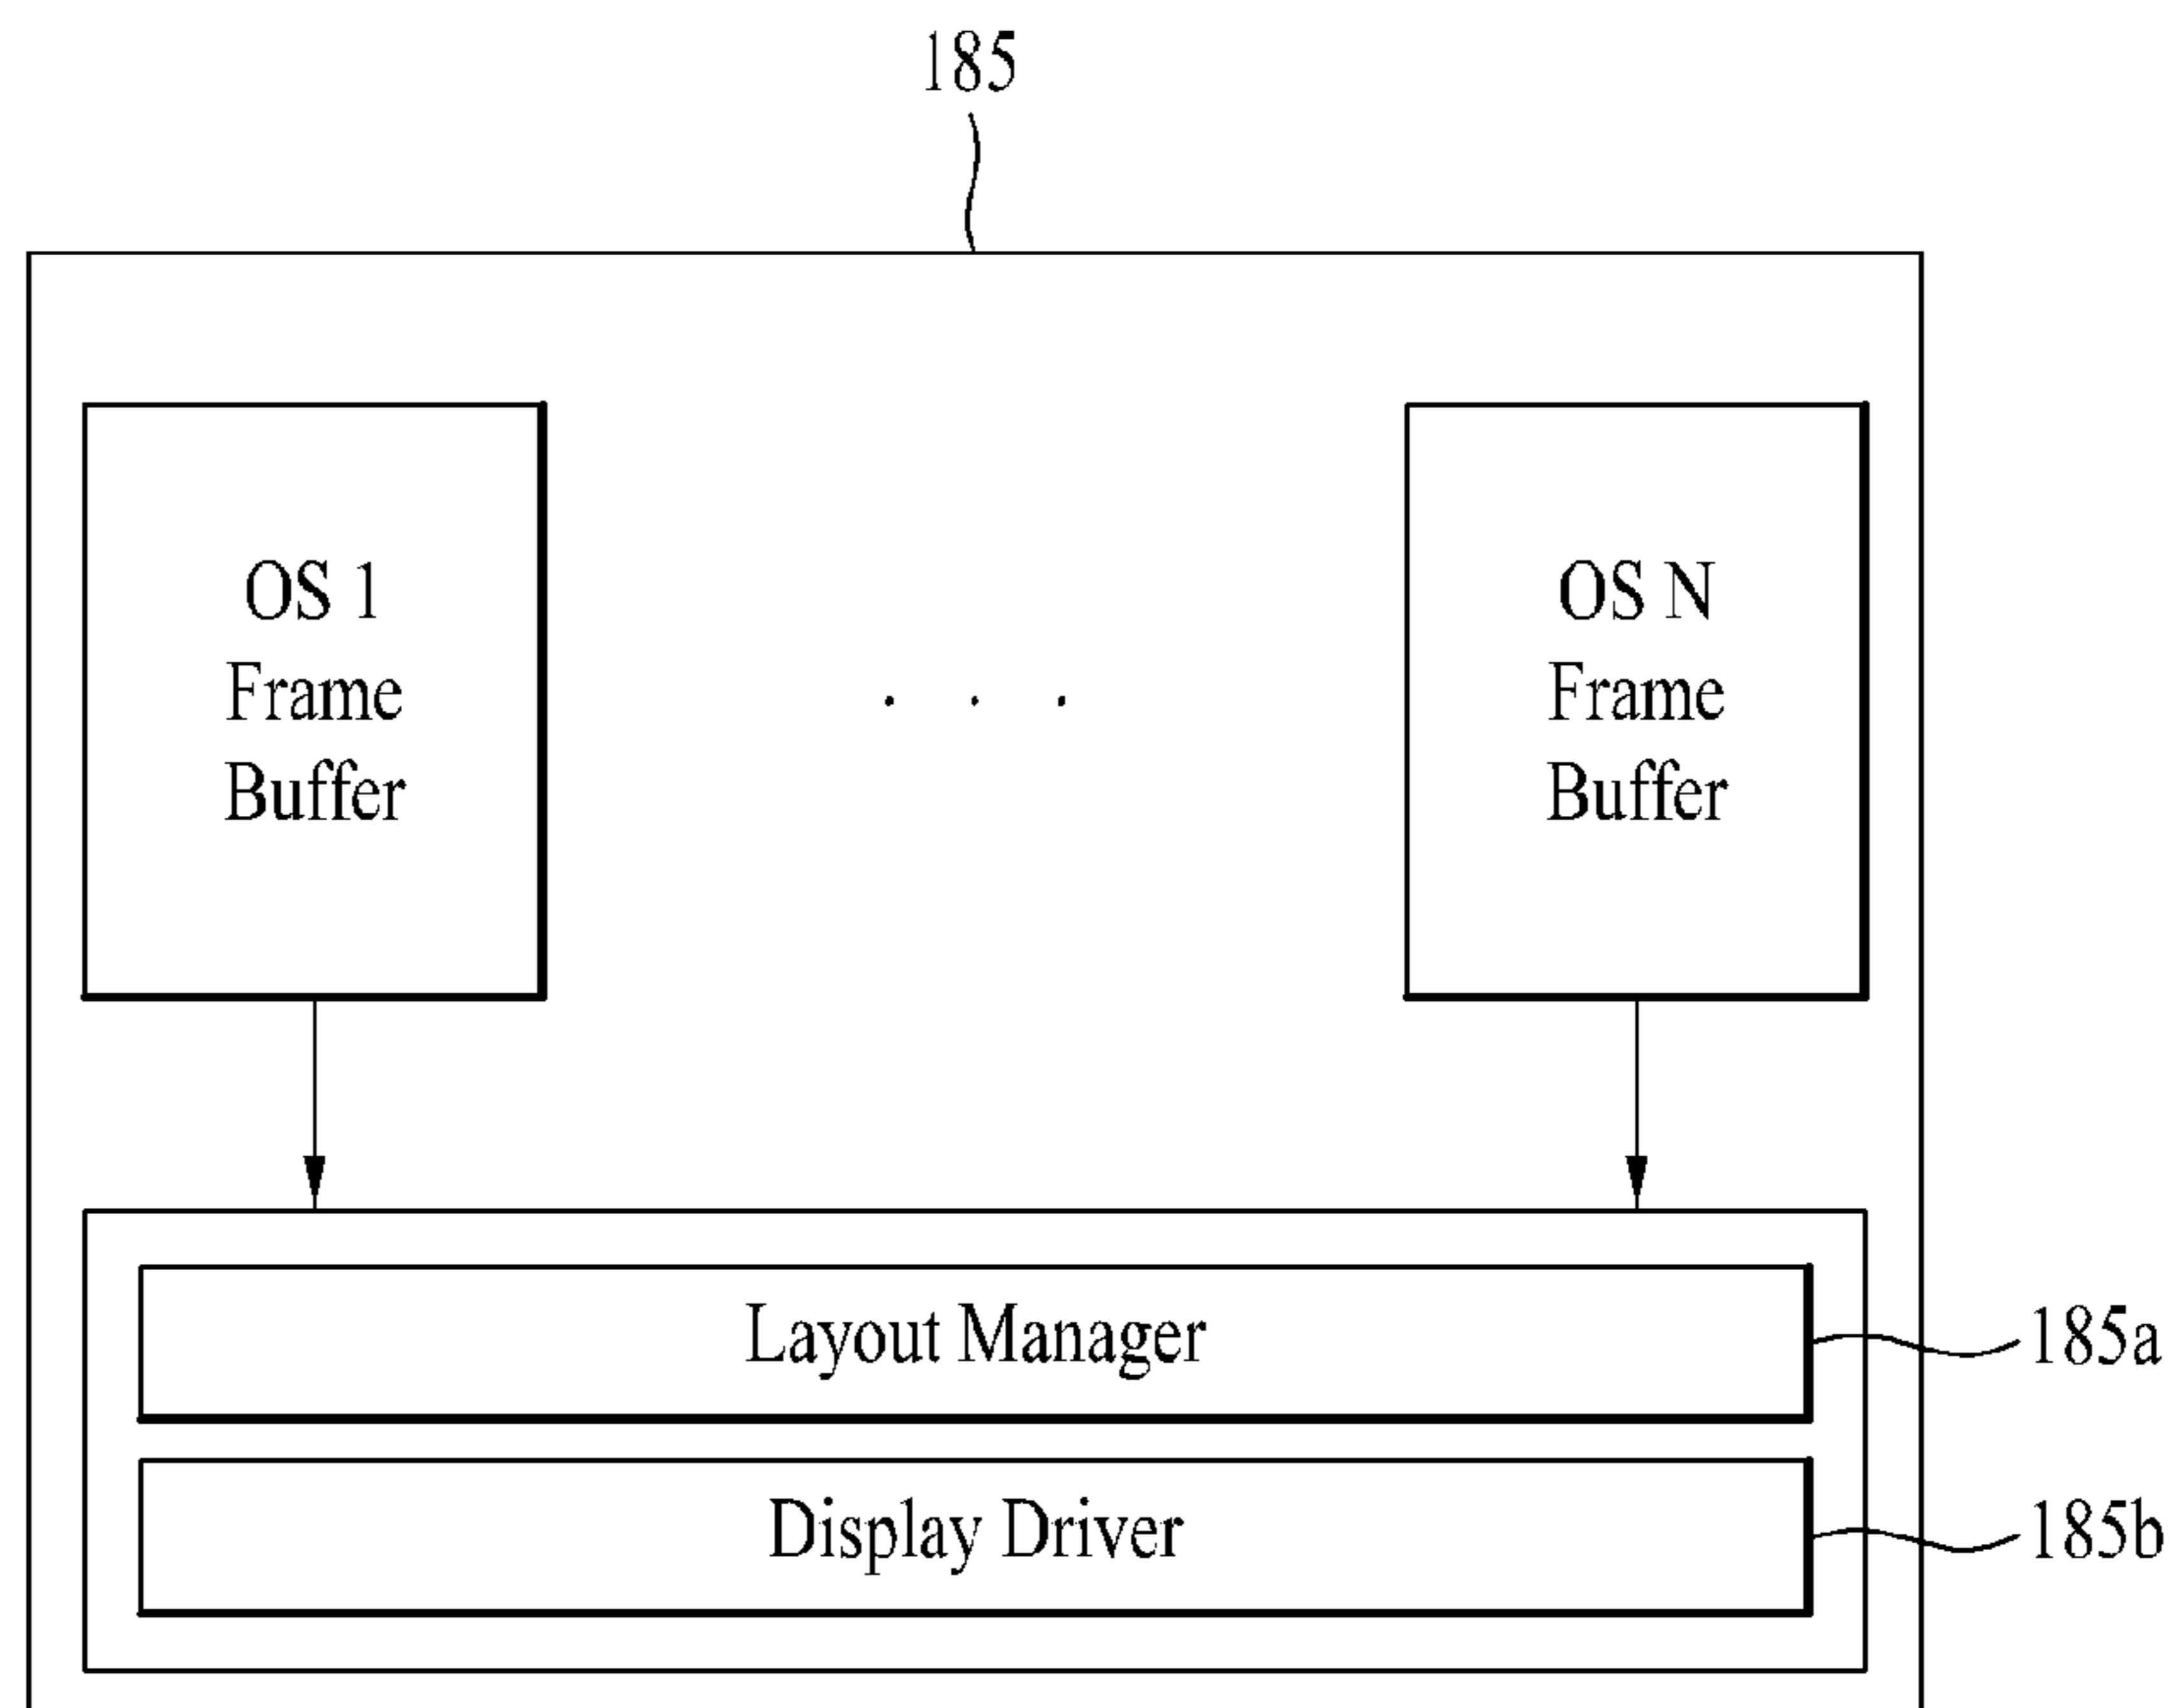 185
OS 1
Frame
Buffer
. . .
OS N
Frame
Buffer
Layout Manager
185a
Display Driver
185b